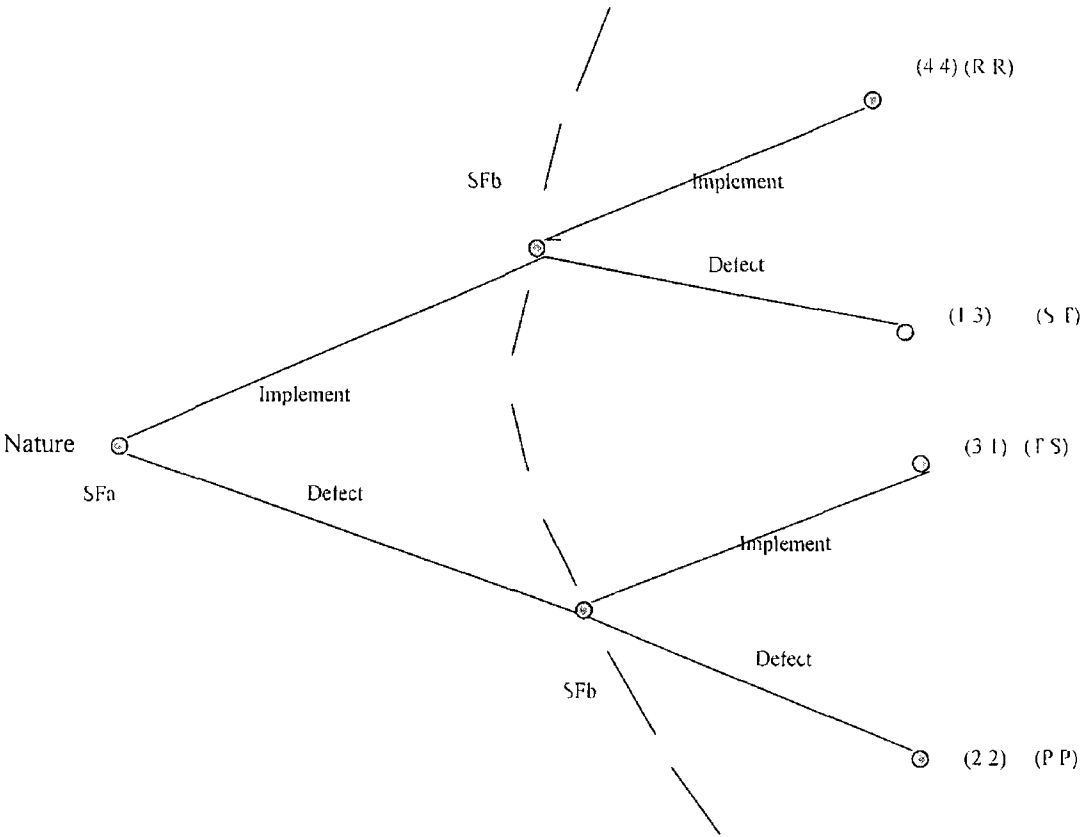 (4 4) (R R)
SFb
Implement
Defect
(1 3) (S T)
Implement
Nature
(3 1) (T S)
SFa
Defect
Implement
Defect
SFb
(2 2) (P P)